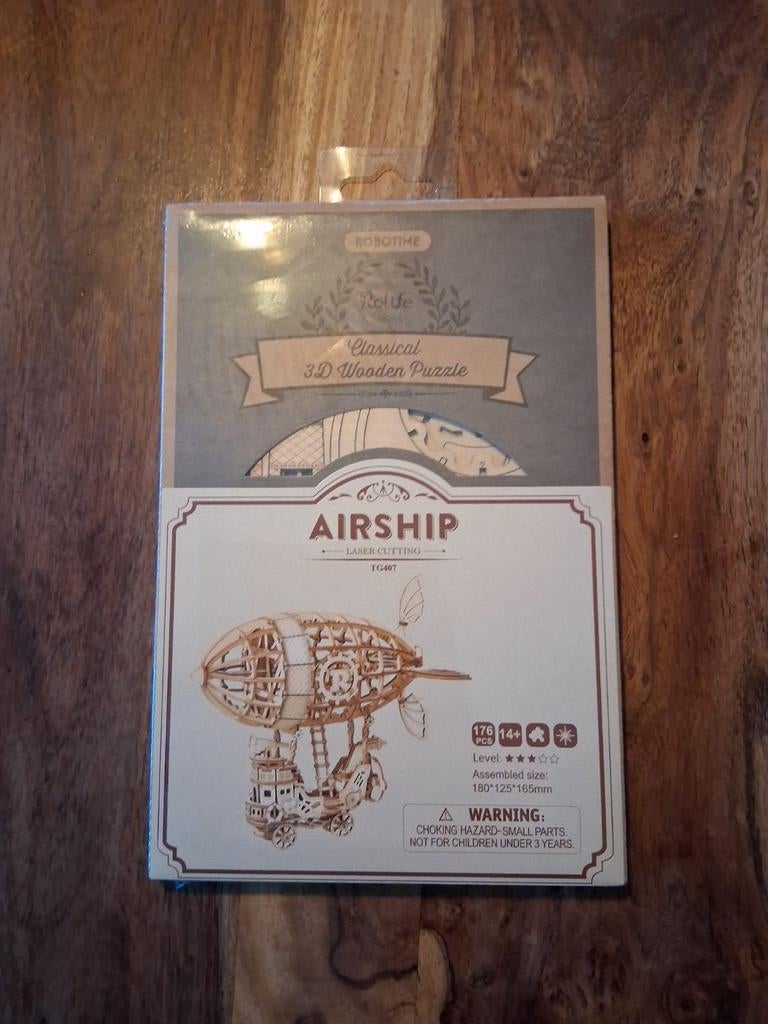 ROBOTIME
Rolife
Classical
3D Wooden Puzzle
AIRSHIP
LASER CUTTING
TG407
R
176
PCS
14+
Level:
Assembled size:
180*125*165mm
WARNING:
CHOKING HAZARD-SMALL PARTS.
NOT FOR CHILDREN UNDER 3 YEARS.